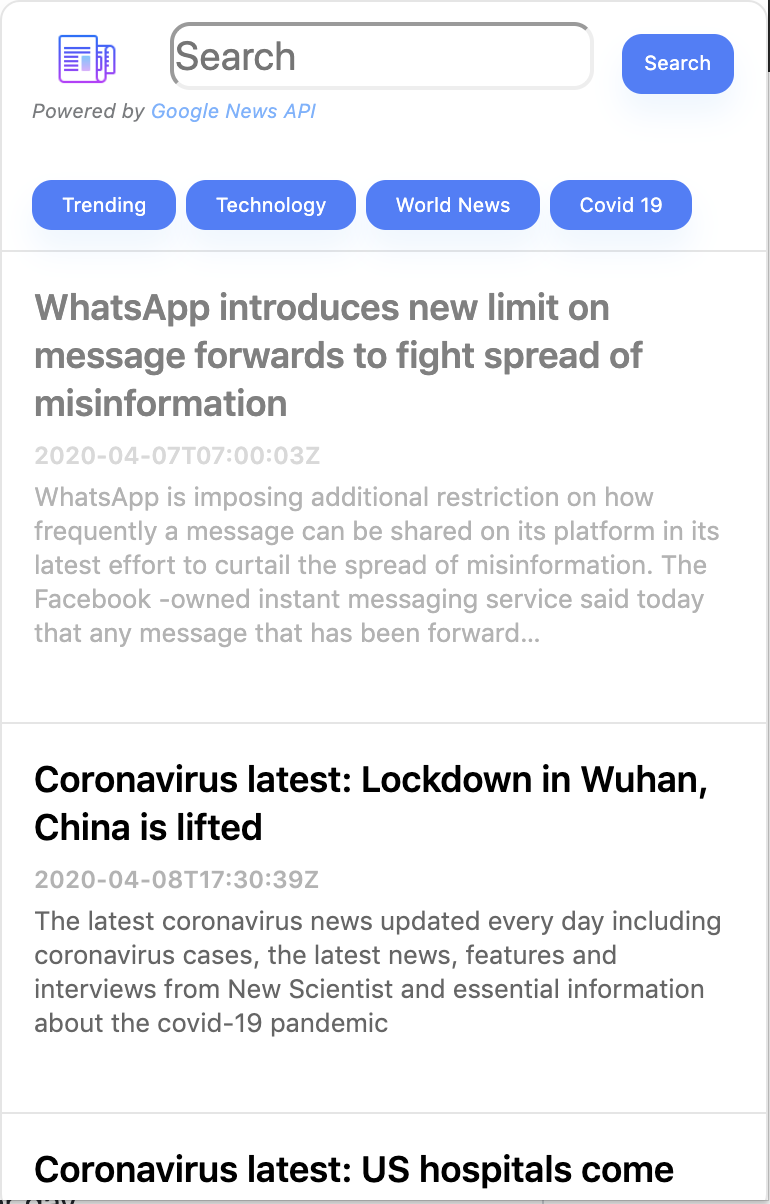 Search
Search
Powered by Google News API
Trending
Technology
World News
Covid 19
WhatsApp introduces new limit on
message forwards to fight spread of
misinformation
2020-04-07T07:00:03Z
WhatsApp is imposing additional restriction on how
frequently a message can be shared on its platform in its
latest effort to curtail the spread of misinformation. The
Facebook -owned instant messaging service said today
that any message that has been forward...
Coronavirus latest: Lockdown in Wuhan,
China is lifted
2020-04-08T17:30:39Z
The latest coronavirus news updated every day including
coronavirus cases, the latest news, features and
interviews from New Scientist and essential information
about the covid-19 pandemic
Coronavirus latest: US hospitals come